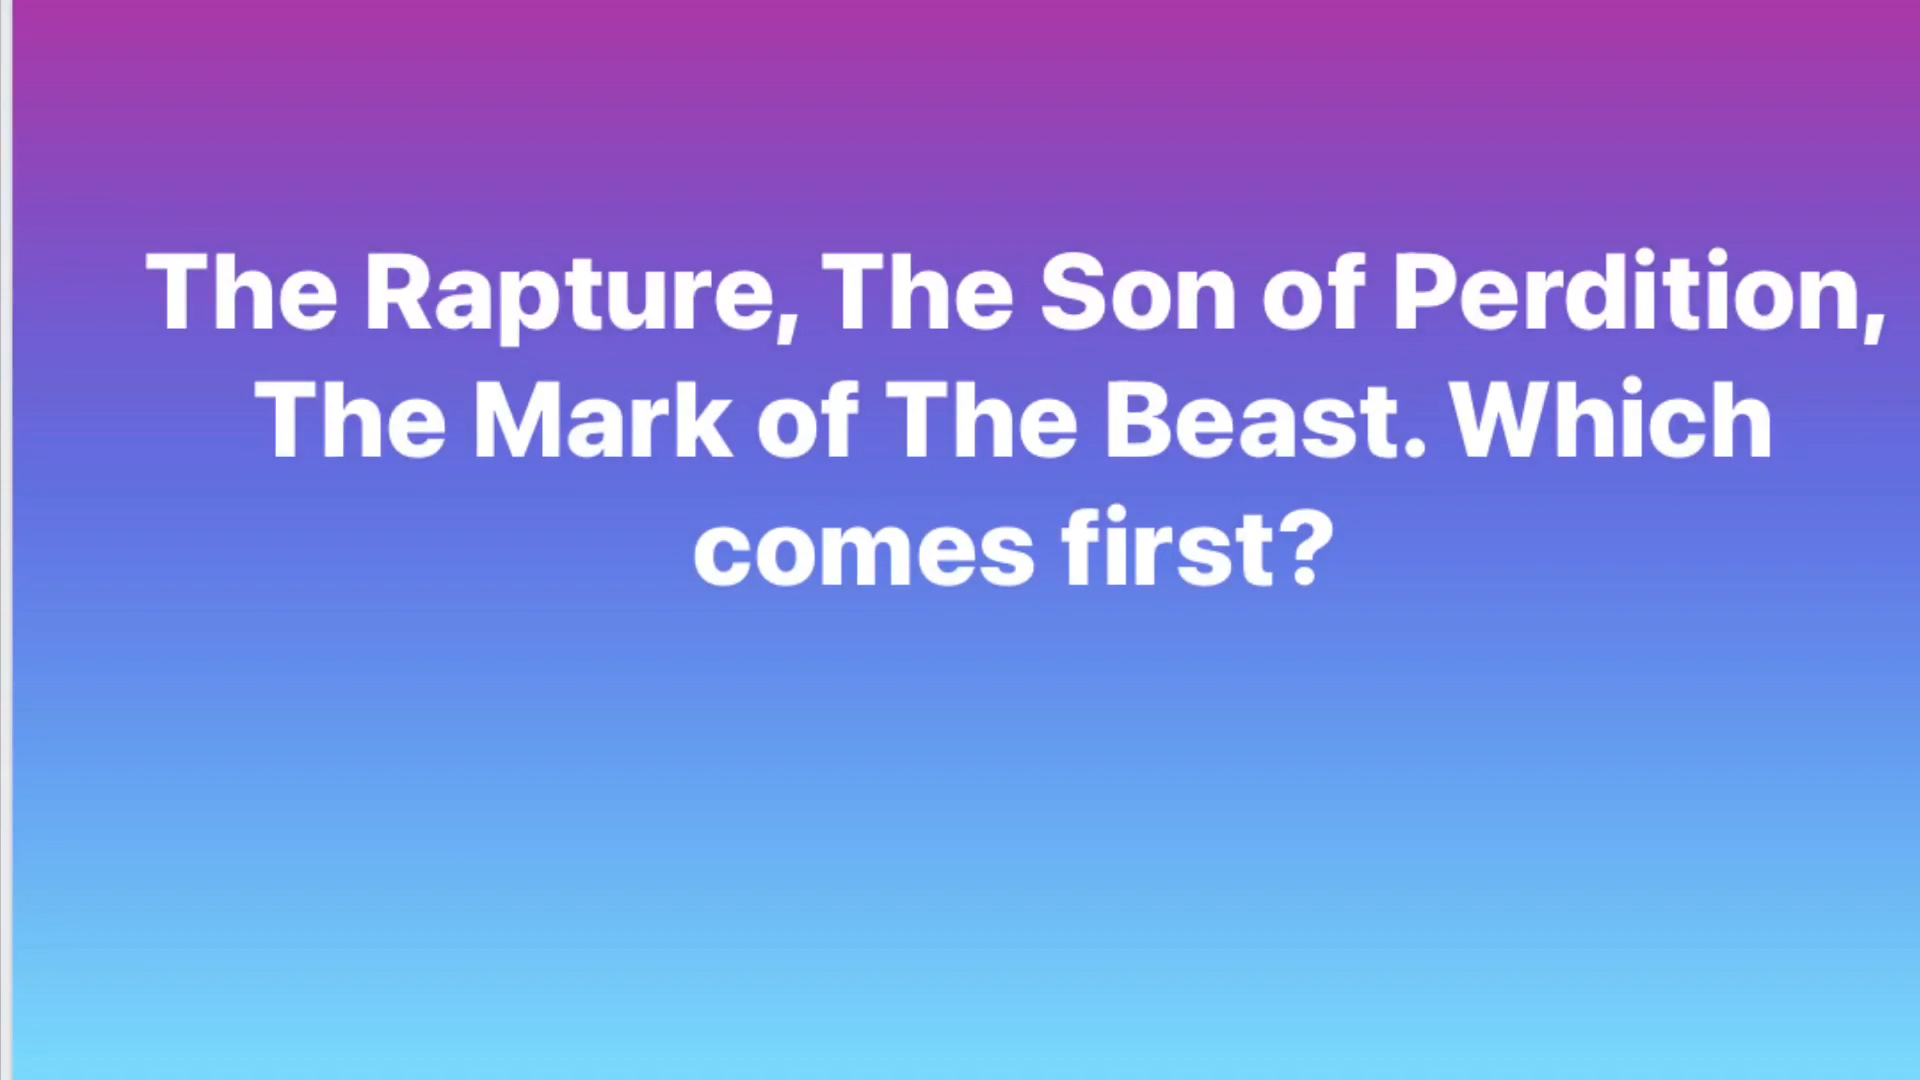 The Rapture, The Son of Perdition,
The Mark of The Beast. Which
comes first?